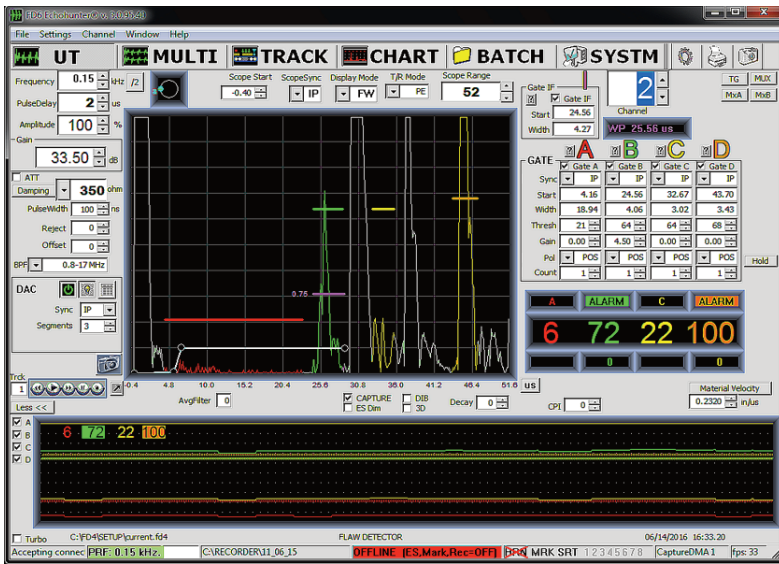 FD6 Echohunter® v. 3.0.95.43
File Settings Channel Window Help
UT MULTI TRACK CHART BATCH SYSTM
Frequency 0.15 kHz /2
PulseDelay 2 us
Amplitude 100 %
Gain
33.50 dB
ATT
Damping 350 ohm
PulseWidth 100 ns
Reject 0
Offset 0
BPF 0.8-17 MHz
DAC
Sync IP
Segments 3
Trck
1
Less <<
Scope Start ScopeSync Display Mode T/R Mode Scope Range
-0.40 IP FW PE 52
0.75
-0.4 4.8 10.0 15.2 20.4 25.6 30.8 36.0 41.2 46.4 51.6 us
AvgFilter 0
CAPTURE DIB
ES Dim 3D
Decay 0
CPI 0
Gate IF
Gate IF
Start 24.56
Width 4.27
2
Channel
WP 25.56 us
TG MUX
MxA MxB
A B C D
GATE Gate A Gate B Gate C Gate D
Sync IP IP IP IP
Start 4.16 24.56 32.67 43.70
Width 18.94 4.06 3.02 3.43
Thresh 21 64 64 68
Gain 0.00 4.50 0.00 0.00
Pol POS POS POS POS
Count 1 1 1 1
Hold
A ALARM C ALARM
6 72 22 100
0 0
Material Velocity
0.2320 in/us
A
B
C
D
6 72 22 100
Turbo C:\FD4\SETUP\current.fd4 FLAW DETECTOR 06/14/2016 16:33.20
Accepting connec PRF: 0.15 kHz. C:\RECORDER\11_06_15 OFFLINE [ES,Mark,Rec=OFF] MRK SRT 1 2 3 4 5 6 7 8 CaptureDMA1 fps: 33